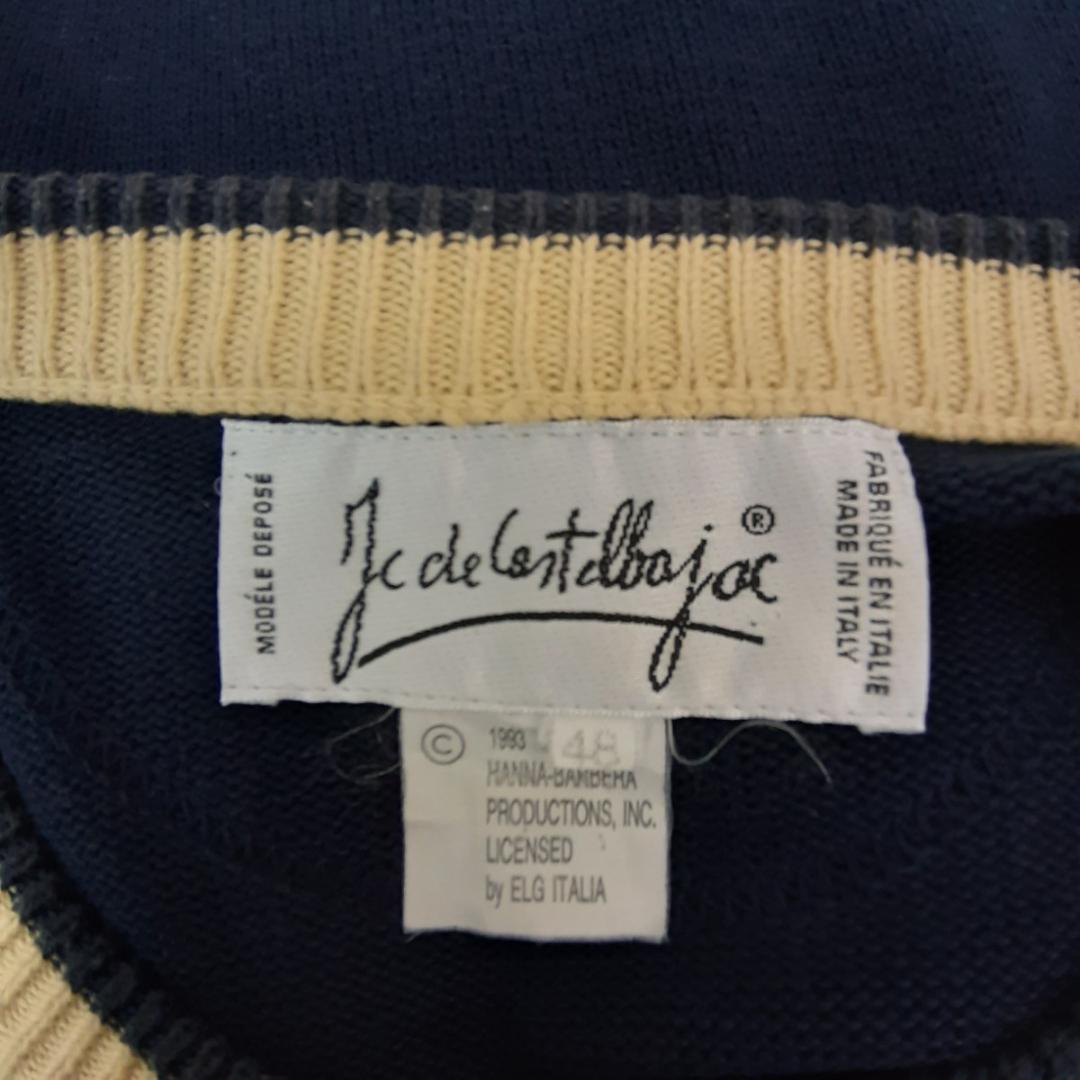 MODÉLE DEPOSÉ
Jc de Castelbajac ®
FABRIQUÉ EN ITALIE
MADE IN ITALY
© 1993 48
HANNA-BARBERA
PRODUCTIONS, INC.
LICENSED
by ELG ITALIA